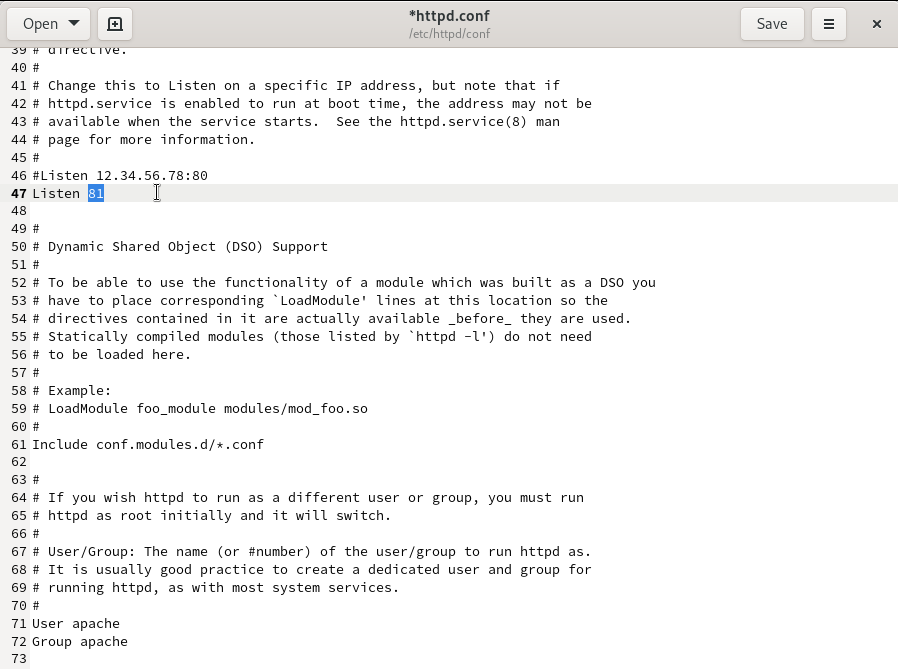 Open
*httpd.conf
/etc/httpd/conf
Save
39 # directive.
40 #
41 # Change this to Listen on a specific IP address, but note that if
42 # httpd.service is enabled to run at boot time, the address may not be
43 # available when the service starts.  See the httpd.service(8) man
44 # page for more information.
45 #
46 #Listen 12.34.56.78:80
47 Listen 81
48
49 #
50 # Dynamic Shared Object (DSO) Support
51 #
52 # To be able to use the functionality of a module which was built as a DSO you
53 # have to place corresponding `LoadModule' lines at this location so the
54 # directives contained in it are actually available _before_ they are used.
55 # Statically compiled modules (those listed by `httpd -l') do not need
56 # to be loaded here.
57 #
58 # Example:
59 # LoadModule foo_module modules/mod_foo.so
60 #
61 Include conf.modules.d/*.conf
62
63 #
64 # If you wish httpd to run as a different user or group, you must run
65 # httpd as root initially and it will switch.
66 #
67 # User/Group: The name (or #number) of the user/group to run httpd as.
68 # It is usually good practice to create a dedicated user and group for
69 # running httpd, as with most system services.
70 #
71 User apache
72 Group apache
73